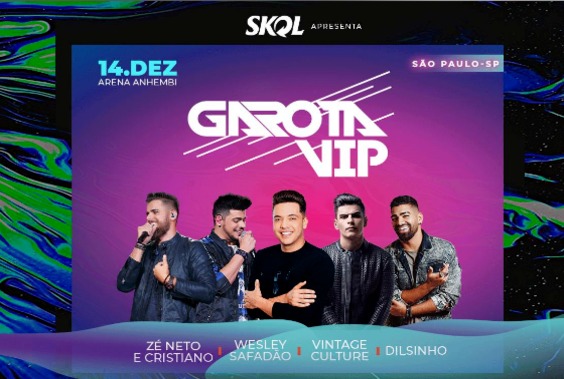 SKOL APRESENTA
14.DEZ
ARENA ANHEMBI
SÃO PAULO-SP
GAROTA
VIP
ZÉ NETO
E CRISTIANO
WESLEY
SAFADÃO
VINTAGE
CULTURE
DILSINHO